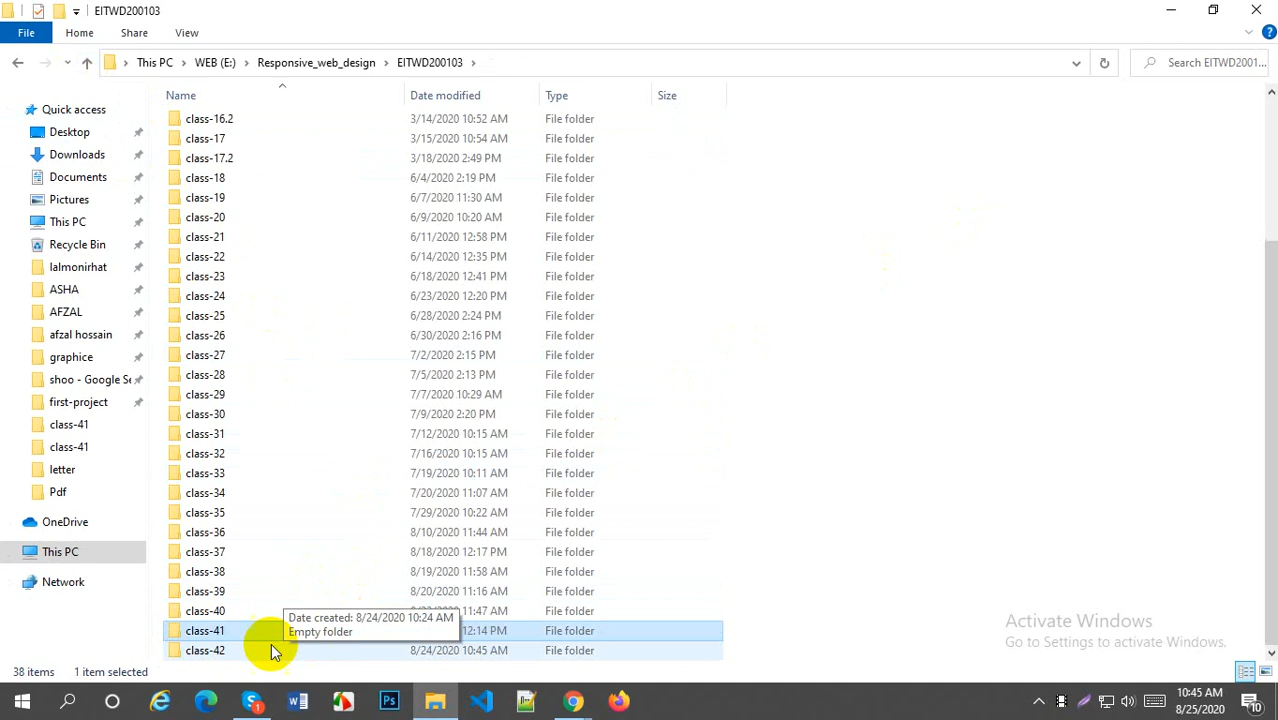 EITWD200103
File Home Share View
This PC > WEB (E:) > Responsive_web_design > EITWD200103 >
Search EITWD2001...
Name Date modified Type Size
Quick access
Desktop
Downloads
Documents
Pictures
This PC
Recycle Bin
lalmonirhat
ASHA
AFZAL
afzal hossain
graphice
shoo - Google Se
first-project
class-41
class-41
letter
Pdf
OneDrive
This PC
Network
class-16.2 3/14/2020 10:52 AM File folder
class-17 3/15/2020 10:54 AM File folder
class-17.2 3/18/2020 2:49 PM File folder
class-18 6/4/2020 2:19 PM File folder
class-19 6/7/2020 11:30 AM File folder
class-20 6/9/2020 10:20 AM File folder
class-21 6/11/2020 12:58 PM File folder
class-22 6/14/2020 12:35 PM File folder
class-23 6/18/2020 12:41 PM File folder
class-24 6/23/2020 12:20 PM File folder
class-25 6/28/2020 2:24 PM File folder
class-26 6/30/2020 2:16 PM File folder
class-27 7/2/2020 2:15 PM File folder
class-28 7/5/2020 2:13 PM File folder
class-29 7/7/2020 10:29 AM File folder
class-30 7/9/2020 2:20 PM File folder
class-31 7/12/2020 10:15 AM File folder
class-32 7/16/2020 10:15 AM File folder
class-33 7/19/2020 10:11 AM File folder
class-34 7/20/2020 11:07 AM File folder
class-35 7/29/2020 10:22 AM File folder
class-36 8/10/2020 11:44 AM File folder
class-37 8/18/2020 12:17 PM File folder
class-38 8/19/2020 11:58 AM File folder
class-39 8/20/2020 11:16 AM File folder
class-40 11:47 AM File folder
class-41 12:14 PM File folder
class-42 8/24/2020 10:45 AM File folder
Date created: 8/24/2020 10:24 AM
Empty folder
Activate Windows
Go to Settings to activate Windows.
38 items 1 item selected
10:45 AM
8/25/2020
10